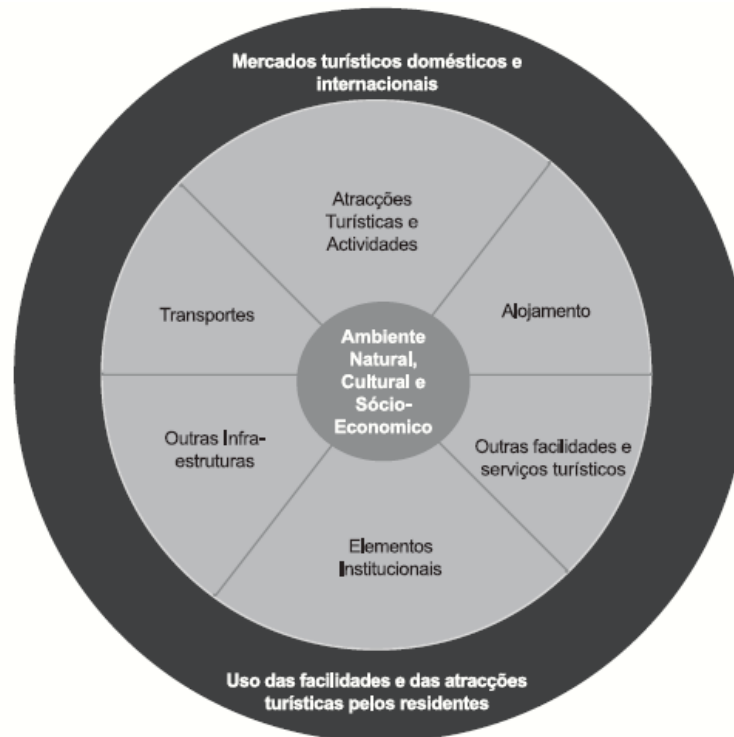 Mercados turísticos domésticos e
internacionais
Atracções
Turísticas e
Actividades
Transportes
Alojamento
Ambiente
Natural,
Cultural e
Sócio-
Economico
Outras Infra-
estruturas
Outras facilidades e
serviços turísticos
Elementos
Institucionais
Uso das facilidades e das atracções
turísticas pelos residentes